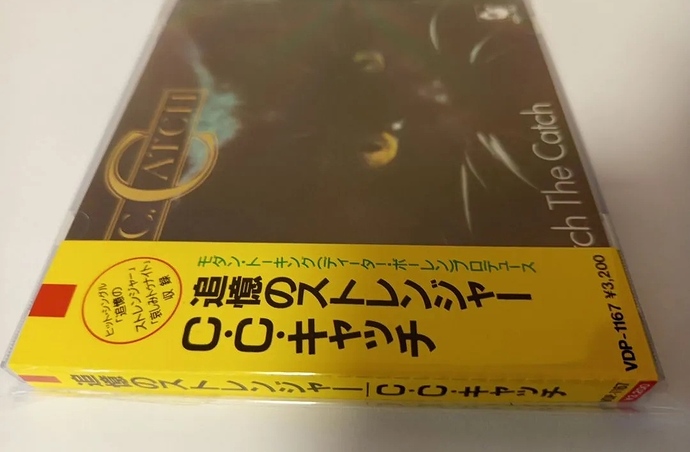 C.CATCH
Catch The Catch
モダン・トーキング/ディーター・ボーレンプロデュース
追憶のストレンジャー
C・C・キャッチ
ヒット・シングル
「追憶の
ストレンジャー」
「哀しみトゥナイト」
収録
VDP-1167 ¥3,200
追憶のストレンジャー/C・C・キャッチ